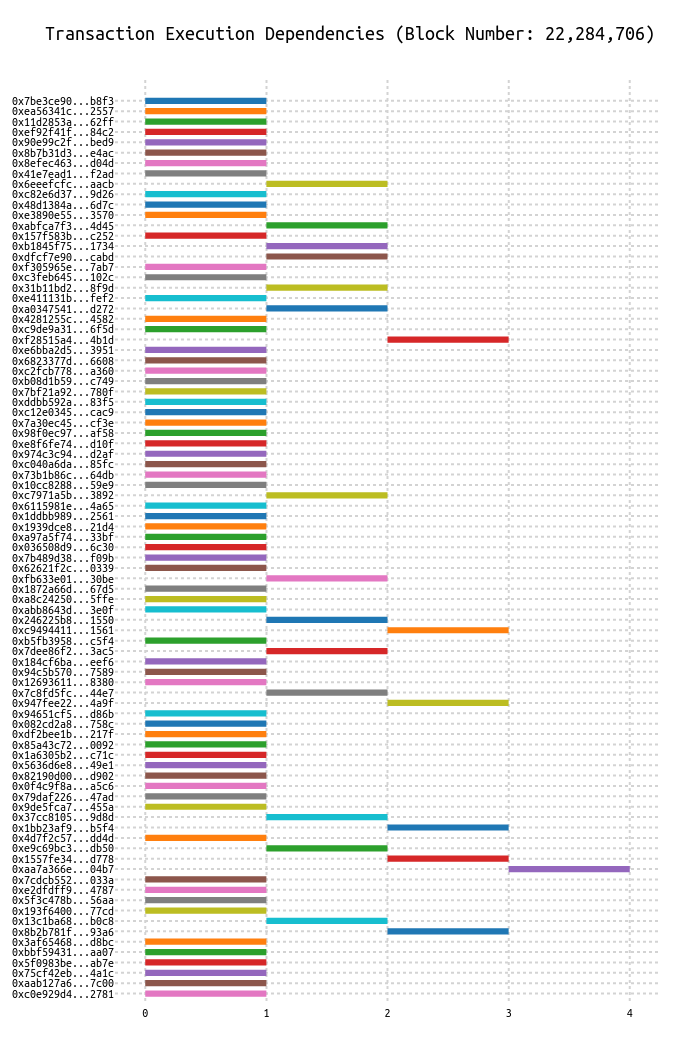 Transaction Execution Dependencies (Block Number: 22,284,706)
0x7be3ce90...b8f3
0xea56341c...2557
0x11d2853a...62ff
0xef92f41f...84c2
0x90e99c2f...bed9
0x8b7b31d3...e4ac
0x8efec463...d04d
0x41e7ead1...f2ad
0x6eeefcfc...aacb
0xc82e6d37...9d26
0x48d1384a...6d7c
0xe3890e55...3570
0xabfca7f3...4d45
0x157f583b...c252
0xb1845f75...1734
0xdfcf7e90...cabd
0xf305965e...7ab7
0xc3feb645...102c
0x31b11bd2...8f9d
0xe411131b...fef2
0xa0347541...d272
0x4281255c...4582
0xc9de9a31...6f5d
0xf28515a4...4b1d
0xe6bba2d5...3951
0x6823377d...6608
0xc2fcb778...a360
0xb08d1b59...c749
0x7bf21a92...780f
0xddbb592a...83f5
0xc12e0345...cac9
0x7a30ec45...cf3e
0x98f0ec97...af58
0xe8f6fe74...d10f
0x974c3c94...d2af
0xc040a6da...85fc
0x73b1b86c...64db
0x10cc8288...59e9
0xc7971a5b...3892
0x6115981e...4a65
0x1ddbb989...2561
0x1939dce8...21d4
0xa97a5f74...33bf
0x036508d9...6c30
0x7b489d38...f09b
0x62621f2c...0339
0xfb633e01...30be
0x1872a66d...67d5
0xa8c24250...5ffe
0xabb8643d...3e0f
0x246225b8...1550
0xc9494411...1561
0xb5fb3958...c5f4
0x7dee86f2...3ac5
0x184cf6ba...eef6
0x94c5b570...7589
0x12693611...8380
0x7c8fd5fc...44e7
0x947fee22...4a9f
0x94651cf5...d86b
0x082cd2a8...758c
0xdf2bee1b...217f
0x85a43c72...0092
0x1a6305b2...c71c
0x5636d6e8...49e1
0x82190d00...d902
0x0f4c9f8a...a5c6
0x79daf226...47ad
0x9de5fca7...455a
0x37cc8105...9d8d
0x1bb23af9...b5f4
0x4d7f2c57...dd4d
0xe9c69bc3...db50
0x1557fe34...d778
0xaa7a366e...04b7
0x7cdcb552...033a
0xe2dfdff9...4787
0x5f3c478b...56aa
0x193f6400...77cd
0x13c1ba68...b0c8
0x8b2b781f...93a6
0x3af65468...d8bc
0xbbf59431...aa07
0x5f0983be...ab7e
0x75cf42eb...4a1c
0xaab127a6...7c00
0xc0e929d4...2781
0 1 2 3 4